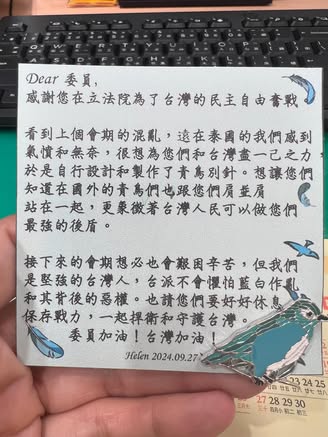 Dear 委員,
感謝您在立法院為了台灣的民主自由奮戰
看到上個會期的混亂，遠在泰國的我們感到
氣憤和無奈，很想為您們和台灣盡一己之力，
於是自行設計和製作了青鳥別針。想讓您們
知道在國外的青鳥們也跟您們肩並肩
站在一起，更象徵著台灣人民可以做您們
最強的後盾。
接下來的會期想必也會艱困辛苦，但我們
是堅強的台灣人，台派不會懼怕藍白作亂
和其背後的惡權。也請您們要好好休息
保存戰力，一起捍衛和守護台灣。
委員加油！台灣加油！
Helen 2024.09.27
23 24 25
27 28 29 30